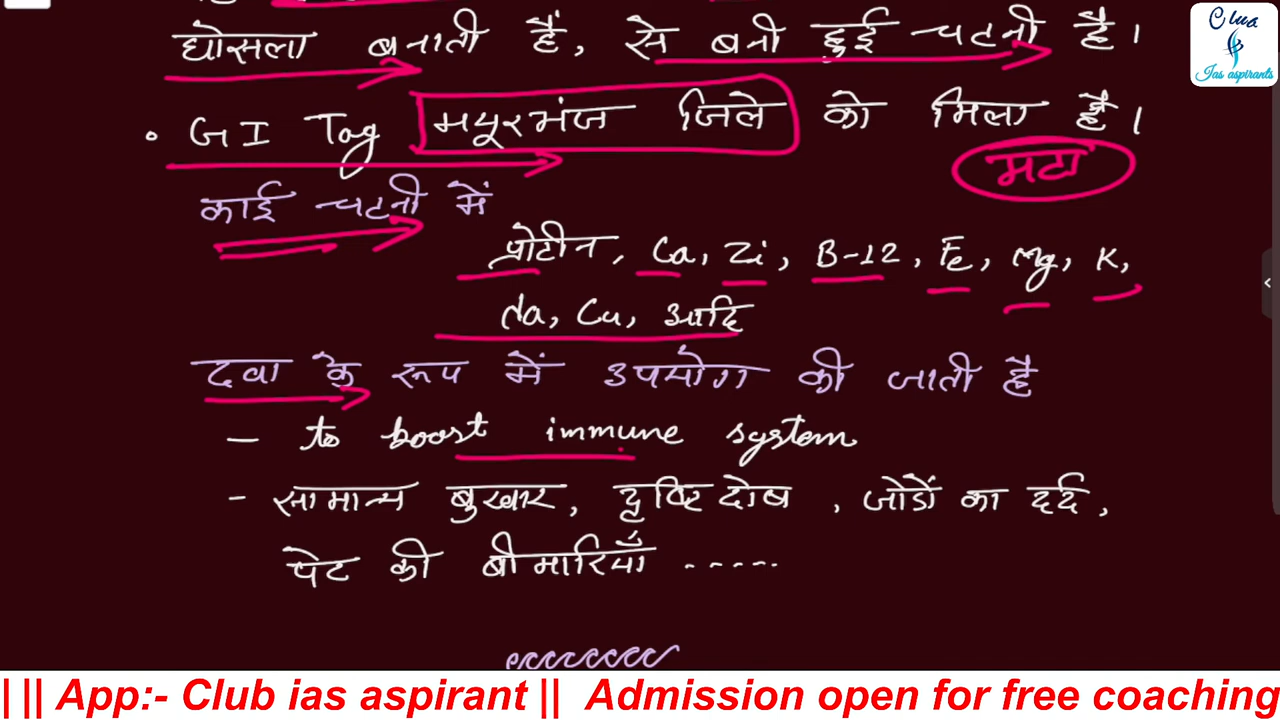 घोसला बनाती हैं, से बनी हुई चटनी है।
Club
Ias aspirants
• GI Tag मयूरभंज जिले को मिला है।
मटा
काई चटनी में
प्रोटीन, Ca, Zi, B-12, Fe, Mg, K,
Na, Cu, आदि
दवा के रूप में उपयोग की जाती है
- to boost immune system
- सामान्य बुखार, दृष्टि दोष, जोडों का दर्द,
पेट की बीमारियाँ .....
| || App:- Club ias aspirant || Admission open for free coaching